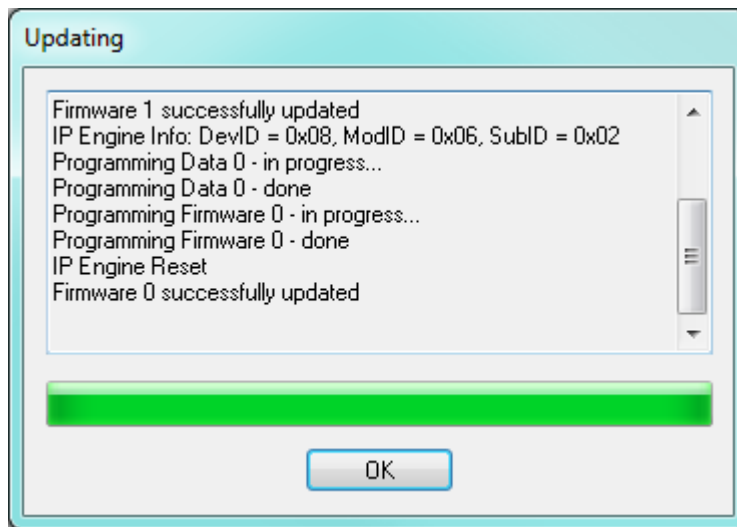 Updating
Firmware 1 successfully updated
IP Engine Info: DevID = 0x08, ModID = 0x06, SubID = 0x02
Programming Data 0 - in progress...
Programming Data 0 - done
Programming Firmware 0 - in progress...
Programming Firmware 0 - done
IP Engine Reset
Firmware 0 successfully updated
OK